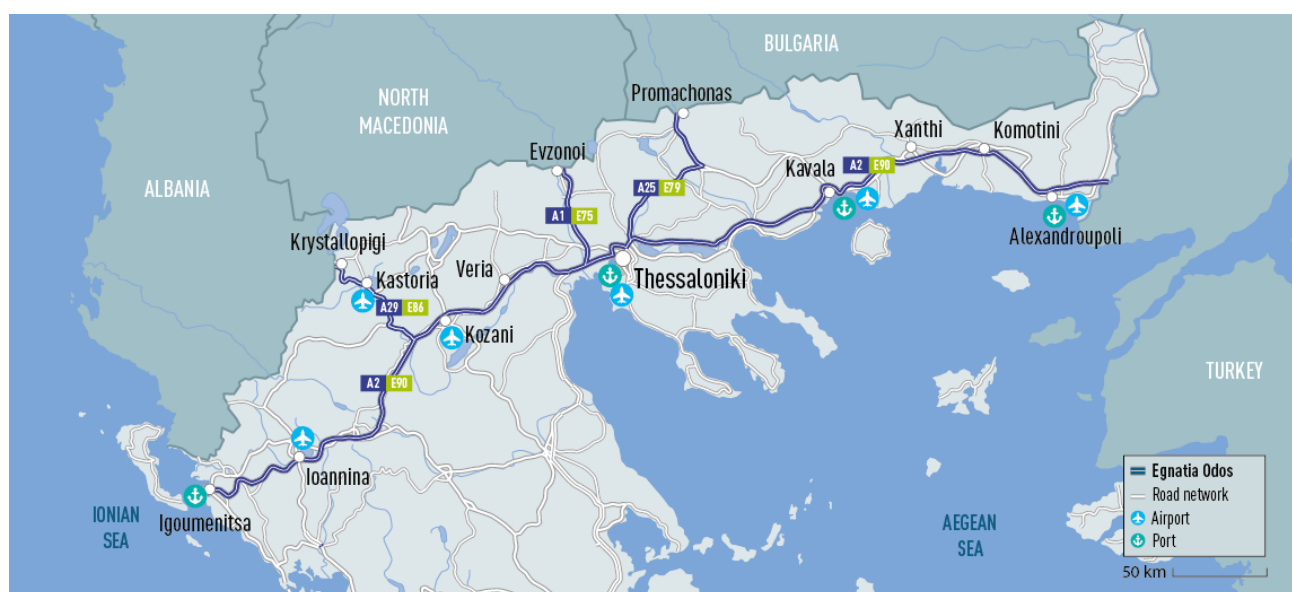 BULGARIA
NORTH
MACEDONIA
ALBANIA
Promachonas
Evzonoi
Xanthi
Komotini
Kavala
A2 E90
A25 E79
A1 E75
Krystallopigi
Kastoria
Veria
Thessaloniki
Alexandroupoli
A29 E86
Kozani
A2 E90
TURKEY
Ioannina
Igoumenitsa
IONIAN
SEA
AEGEAN
SEA
Egnatia Odos
Road network
Airport
Port
50 km